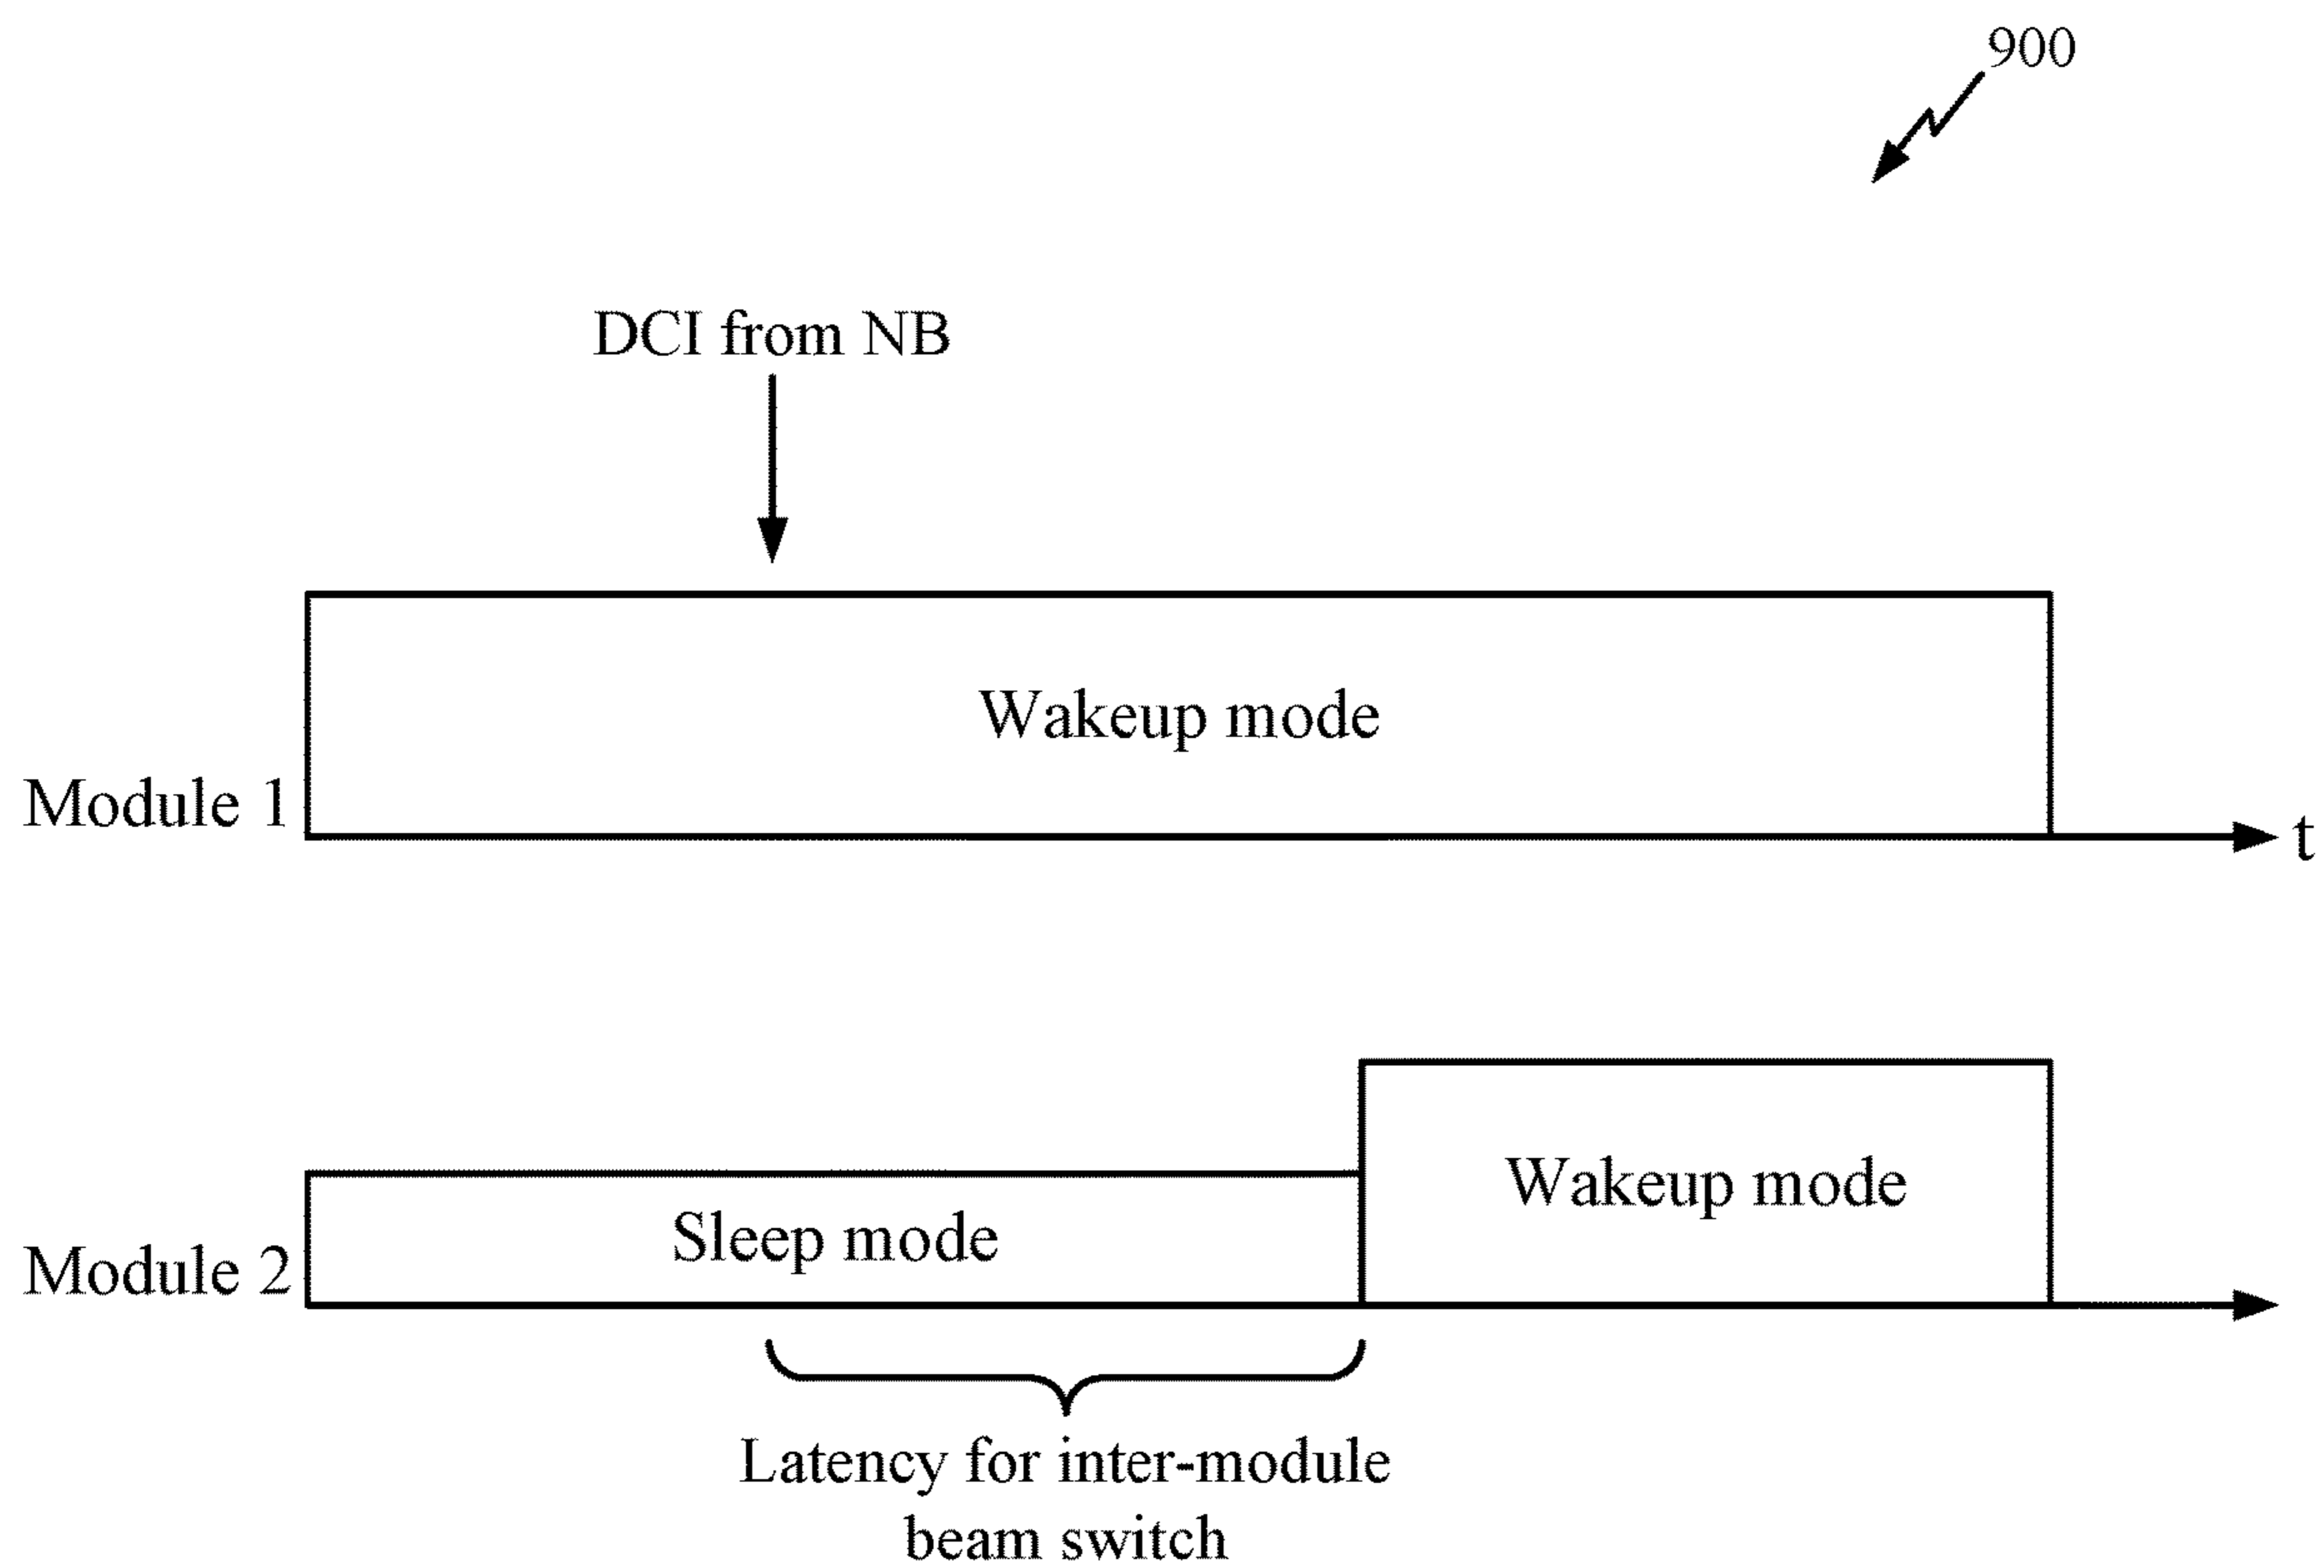 900
DCI from NB
Wakeup mode
Module 1
t
Wakeup mode
Sleep mode
Module 2
Latency for inter-module
beam switch